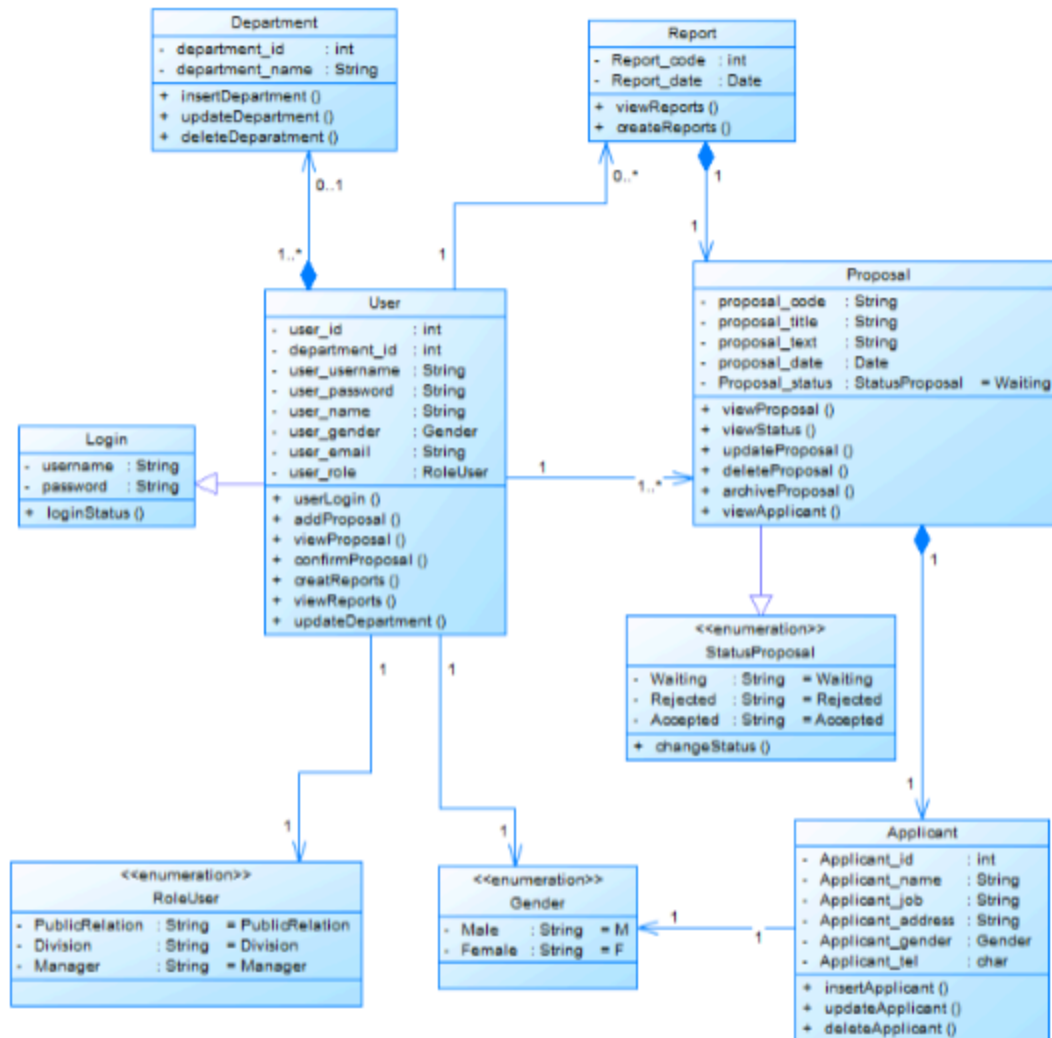 Department
- department_id : int
- department_name : String
+ insertDepartment ()
+ updateDepartment ()
+ deleteDeparatment ()
Report
- Report_code : int
- Report_date : Date
+ viewReports ()
+ createReports ()
0..1
1..*
0..*
1
1
1
User
- user_id : int
- department_id : int
- user_username : String
- user_password : String
- user_name : String
- user_gender : Gender
- user_email : String
- user_role : RoleUser
+ userLogin ()
+ addProposal ()
+ viewProposal ()
+ confirmProposal ()
+ creatReports ()
+ viewReports ()
+ updateDepartment ()
Proposal
- proposal_code : String
- proposal_title : String
- proposal_text : String
- proposal_date : Date
- Proposal_status : StatusProposal = Waiting
+ viewProposal ()
+ viewStatus ()
+ updateProposal ()
+ deleteProposal ()
+ archiveProposal ()
+ viewApplicant ()
Login
- username : String
- password : String
+ loginStatus ()
1
1..*
1
1
1
<<enumeration>>
StatusProposal
- Waiting : String = Waiting
- Rejected : String = Rejected
- Accepted : String = Accepted
+ changeStatus ()
1
1
1
<<enumeration>>
RoleUser
- PublicRelation : String = PublicRelation
- Division : String = Division
- Manager : String = Manager
<<enumeration>>
Gender
- Male : String = M
- Female : String = F
1
1
Applicant
- Applicant_id : int
- Applicant_name : String
- Applicant_job : String
- Applicant_address : String
- Applicant_gender : Gender
- Applicant_tel : char
+ insertApplicant ()
+ updateApplicant ()
+ deleteApplicant ()